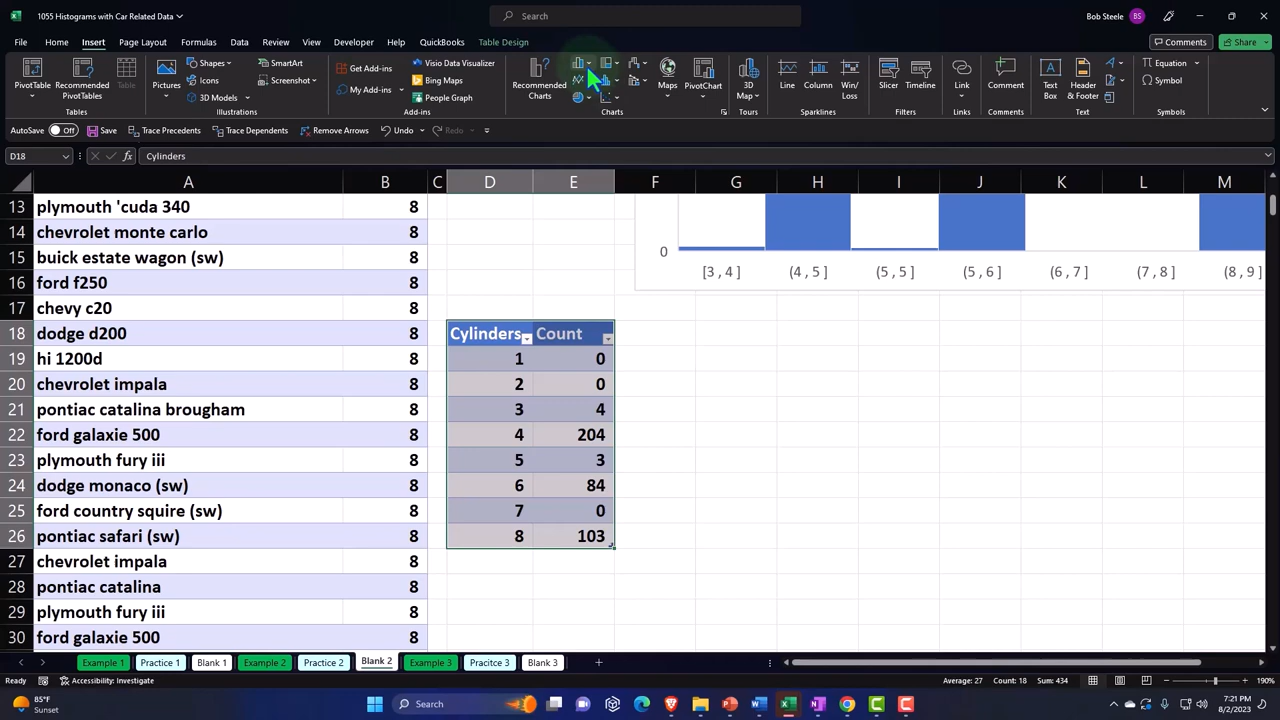 1055 Histograms with Car Related Data
Search
Bob Steele
BS
File Home Insert Page Layout Formulas Data Review View Developer Help QuickBooks Table Design
Comments
Share
PivotTable
Recommended PivotTables
Tables
Pictures
Shapes
Icons
3D Models
SmartArt
Screenshot
Illustrations
Get Add-ins
My Add-ins
Visio Data Visualizer
Bing Maps
People Graph
Add-ins
Recommended Charts
Maps
PivotChart
Charts
3D Map
Tours
Line
Column
Win/Loss
Sparklines
Slicer
Timeline
Filters
Link
Links
Comment
Comments
Text Box
Header & Footer
Text
Equation
Symbol
Symbols
AutoSave Off Save Trace Precedents Trace Dependents Remove Arrows Undo Redo
D18 fx Cylinders
A B C D E F G H I J K L M
13 plymouth 'cuda 340 8
14 chevrolet monte carlo 8
15 buick estate wagon (sw) 8 0
16 ford f250 8 [3 , 4 ] (4 , 5 ] (5 , 5 ] (5 , 6 ] (6 , 7 ] (7 , 8 ] (8 , 9 ]
17 chevy c20 8
18 dodge d200 8 Cylinders Count
19 hi 1200d 8 1 0
20 chevrolet impala 8 2 0
21 pontiac catalina brougham 8 3 4
22 ford galaxie 500 8 4 204
23 plymouth fury iii 8 5 3
24 dodge monaco (sw) 8 6 84
25 ford country squire (sw) 8 7 0
26 pontiac safari (sw) 8 8 103
27 chevrolet impala 8
28 pontiac catalina 8
29 plymouth fury iii 8
30 ford galaxie 500 8
Example 1 Practice 1 Blank 1 Example 2 Practice 2 Blank 2 Example 3 Pracitce 3 Blank 3
Ready Accessibility: Investigate Average: 27 Count: 18 Sum: 434 190%
85°F
Sunset
Search
7:21 PM
8/2/2023